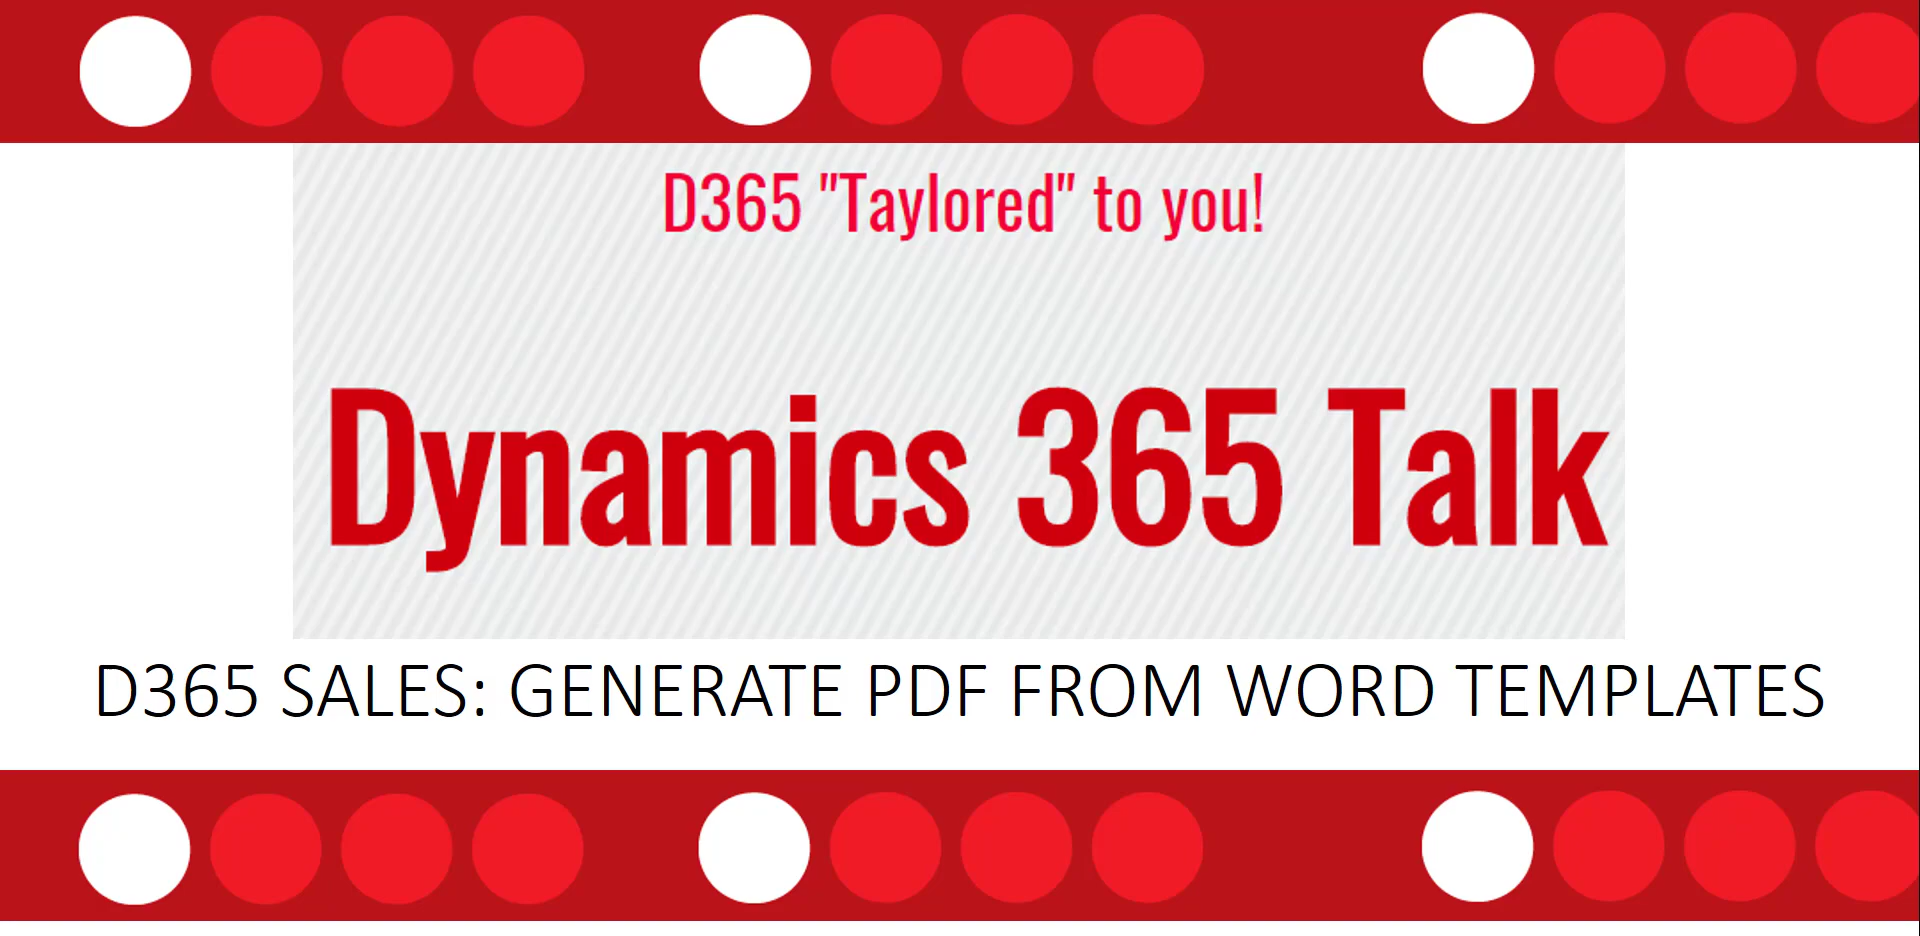 D365 "Taylored" to you!
Dynamics 365 Talk
D365 SALES: GENERATE PDF FROM WORD TEMPLATES